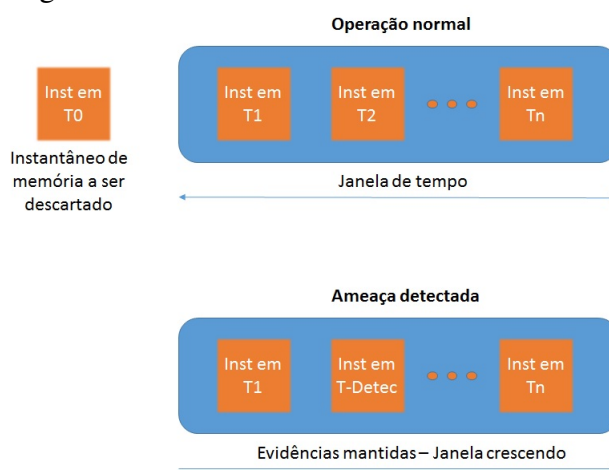 Operação normal
Inst em
T0
Inst em
T1
Inst em
T2
Inst em
Tn
Instantâneo de
memória a ser
descartado
Janela de tempo
Ameaça detectada
Inst em
T1
Inst em
T-Detec
Inst em
Tn
Evidências mantidas – Janela crescendo